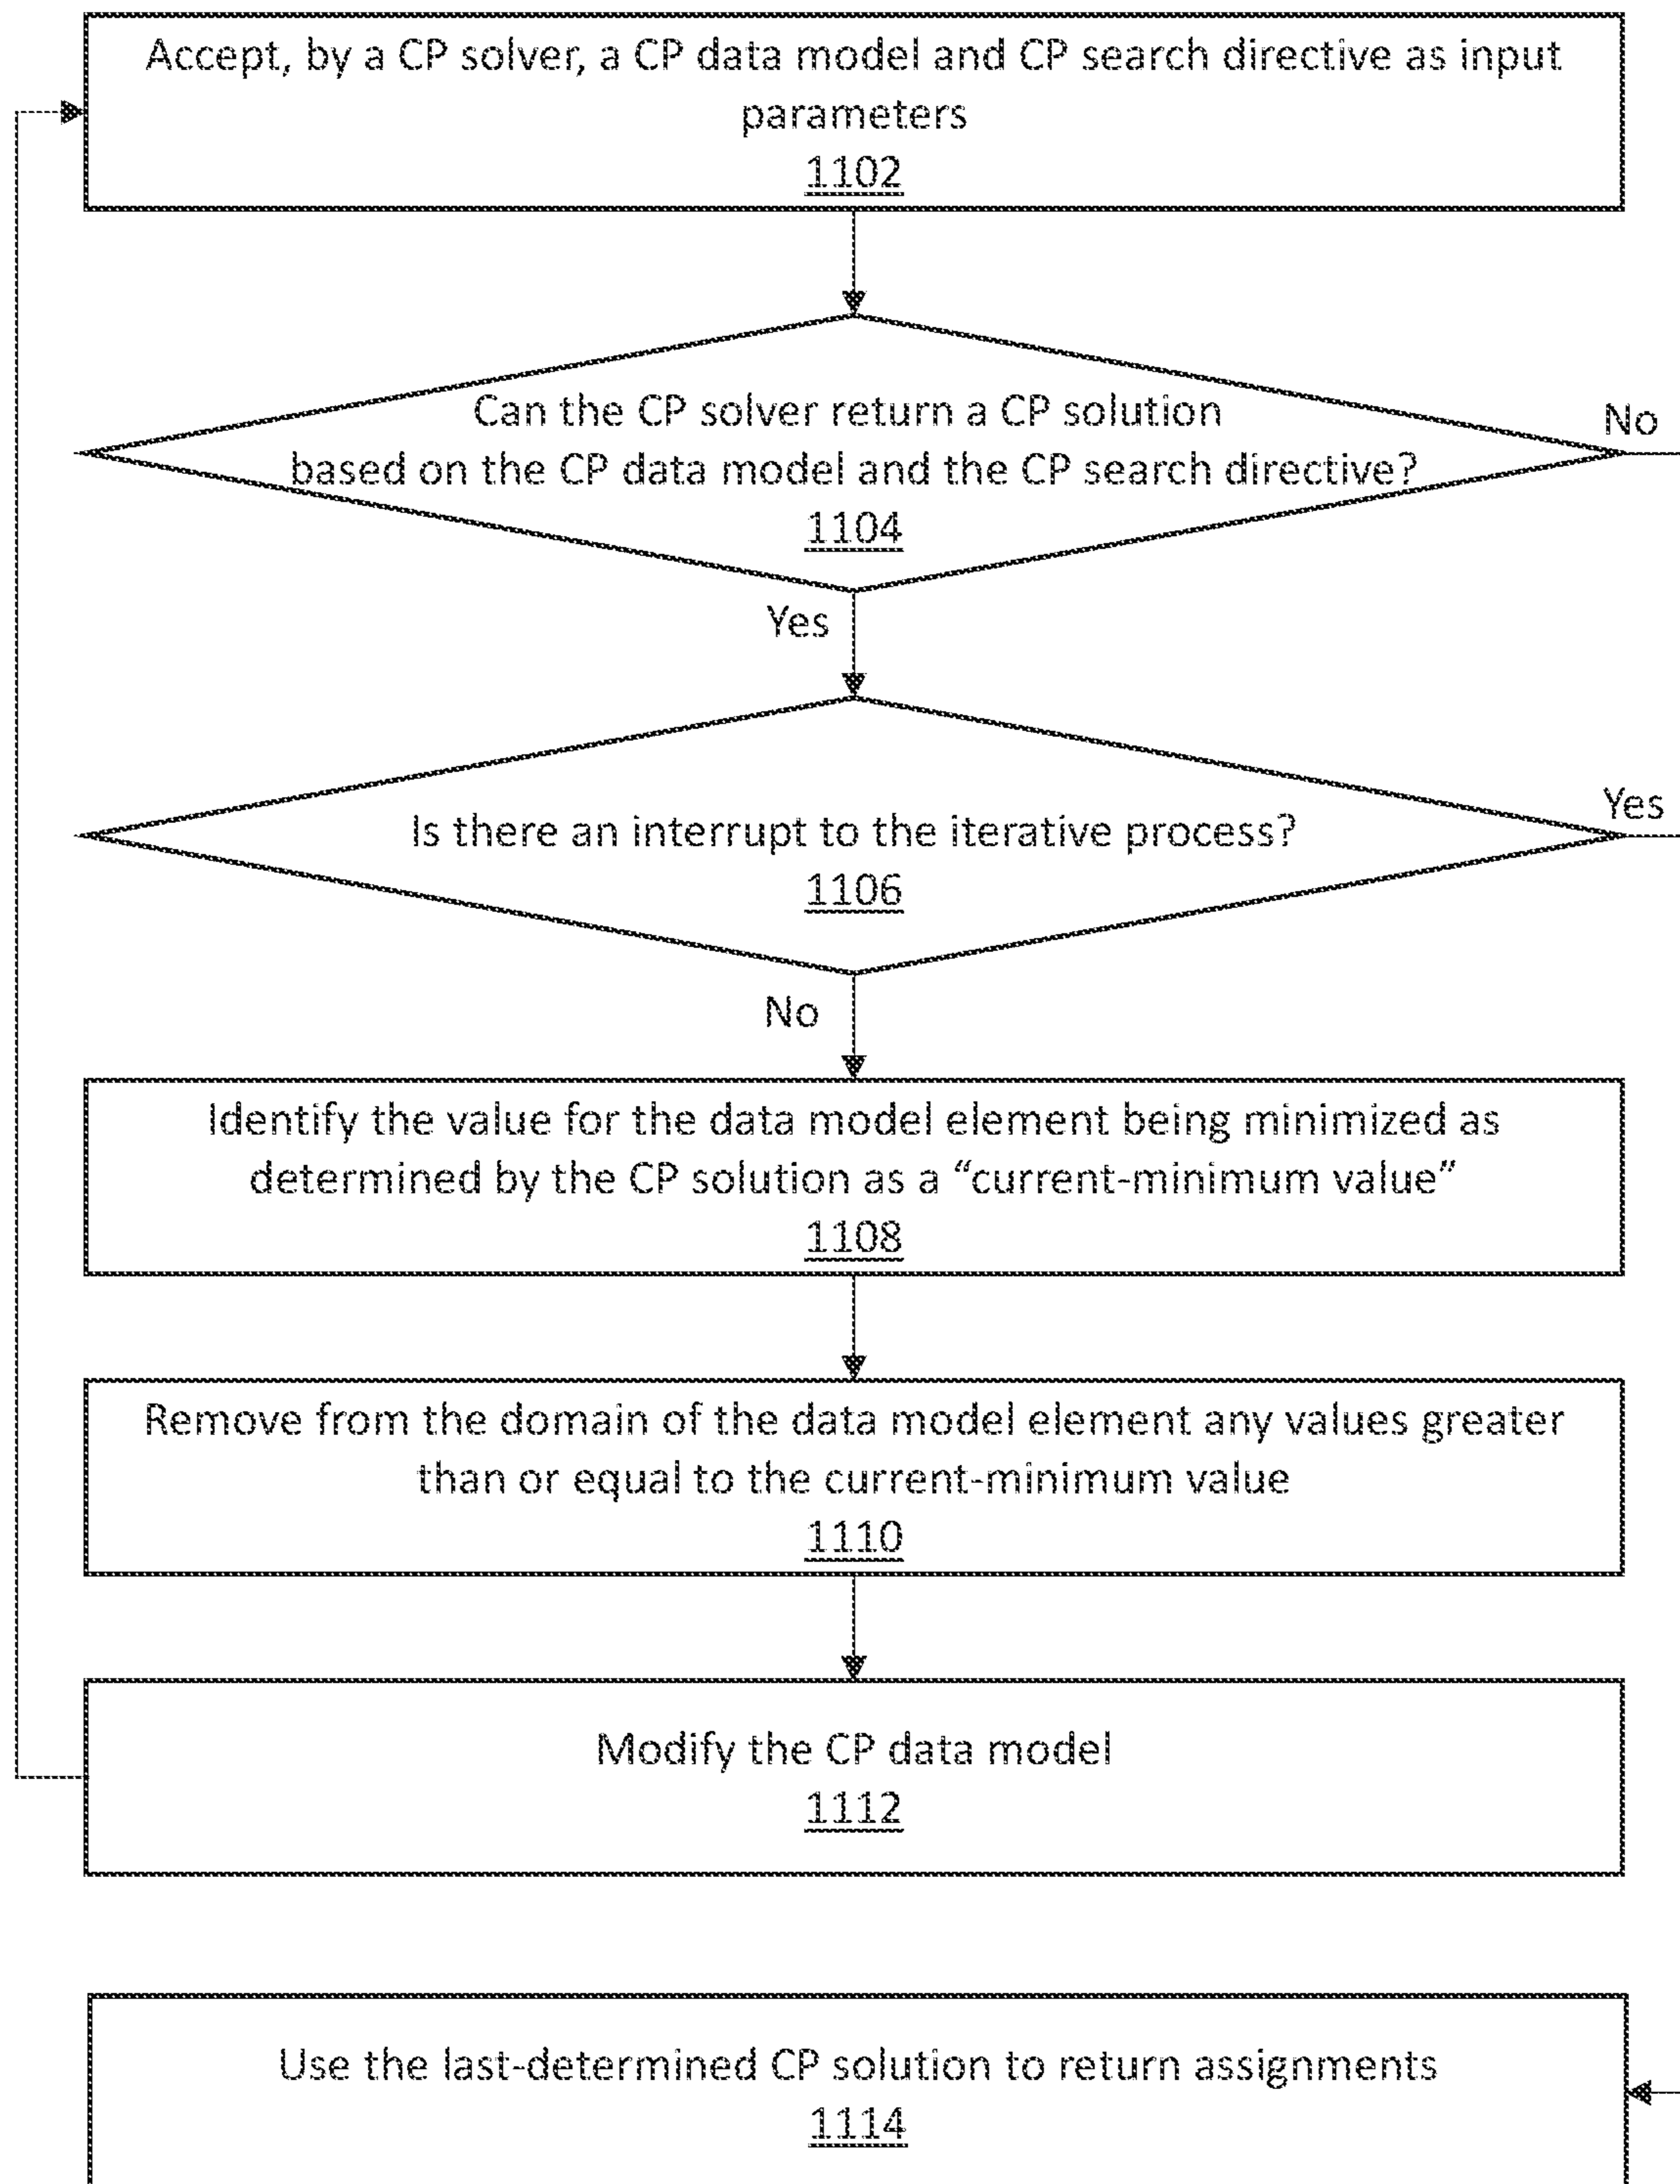 Accept, by a CP solver, a CP data model and CP search directive as input
parameters
1102
Can the CP solver return a CP solution
based on the CP data model and the CP search directive?
1104
No
Yes
Is there an interrupt to the iterative process?
1106
Yes
No
Identify the value for the data model element being minimized as
determined by the CP solution as a “current-minimum value”
1108
Remove from the domain of the data model element any values greater
than or equal to the current-minimum value
1110
Modify the CP data model
1112
Use the last-determined CP solution to return assignments
1114